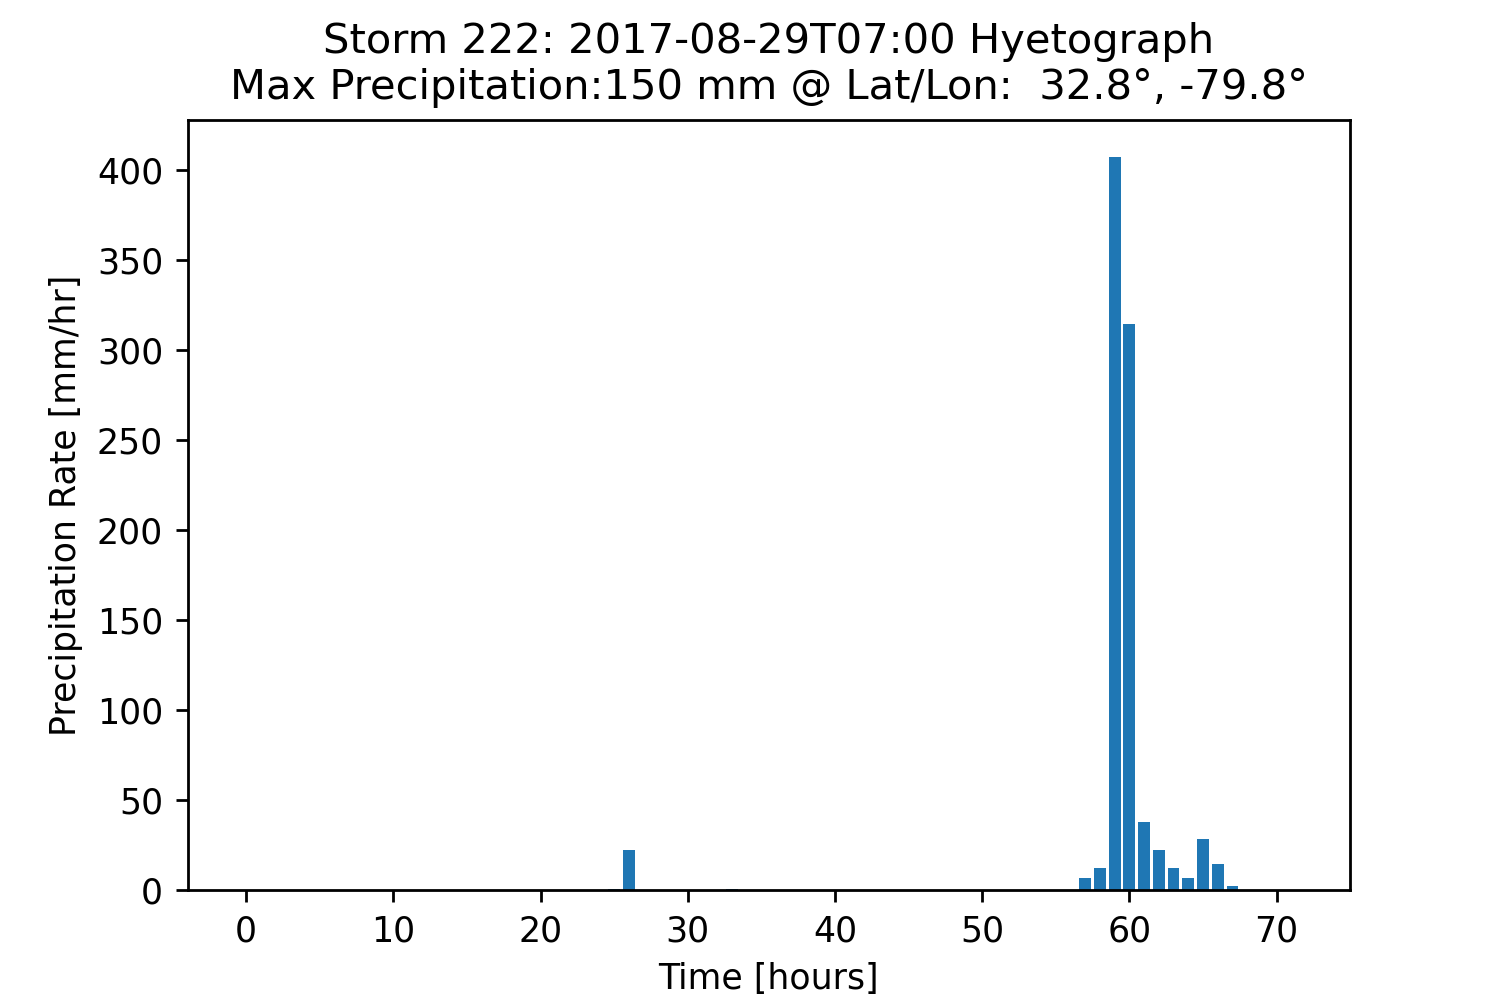 Storm 222: 2017-08-29T07:00 Hyetograph
Max Precipitation:150 mm @ Lat/Lon:  32.8°, -79.8°
Precipitation Rate [mm/hr]
400
350
300
250
200
150
100
50
0
0 10 20 30 40 50 60 70
Time [hours]